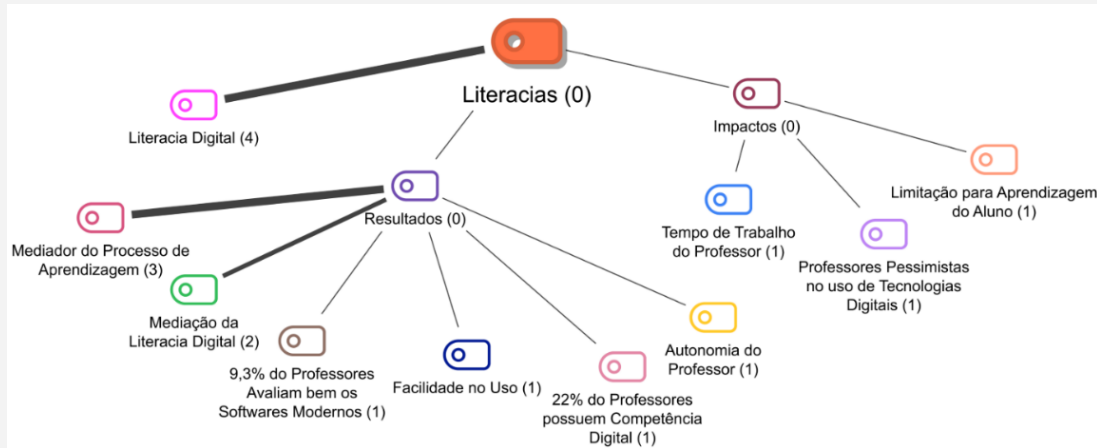 Literacias (0)
Literacia Digital (4)
Impactos (0)
Resultados (0)
Limitação para Aprendizagem
do Aluno (1)
Tempo de Trabalho
do Professor (1)
Professores Pessimistas
no uso de Tecnologias
Digitais (1)
Mediador do Processo de
Aprendizagem (3)
Mediação da
Literacia Digital (2)
9,3% do Professores
Avaliam bem os
Softwares Modernos (1)
Facilidade no Uso (1)
22% do Professores
possuem Competência
Digital (1)
Autonomia do
Professor (1)